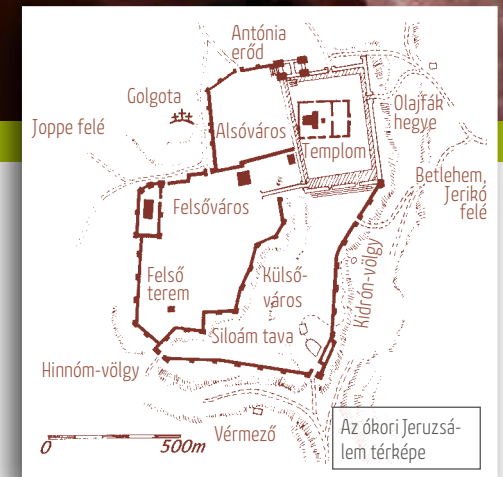 Antónia
erőd
Golgota
Joppe felé
Alsóváros
Olajfák
hegye
Templom
Betlehem,
Jerikó
felé
Felsőváros
Felső
terem
Külső-
város
Kidrón-völgy
Siloám tava
Hinnóm-völgy
Vérmező
0 500m
Az ókori Jeruzsá-
lem térképe